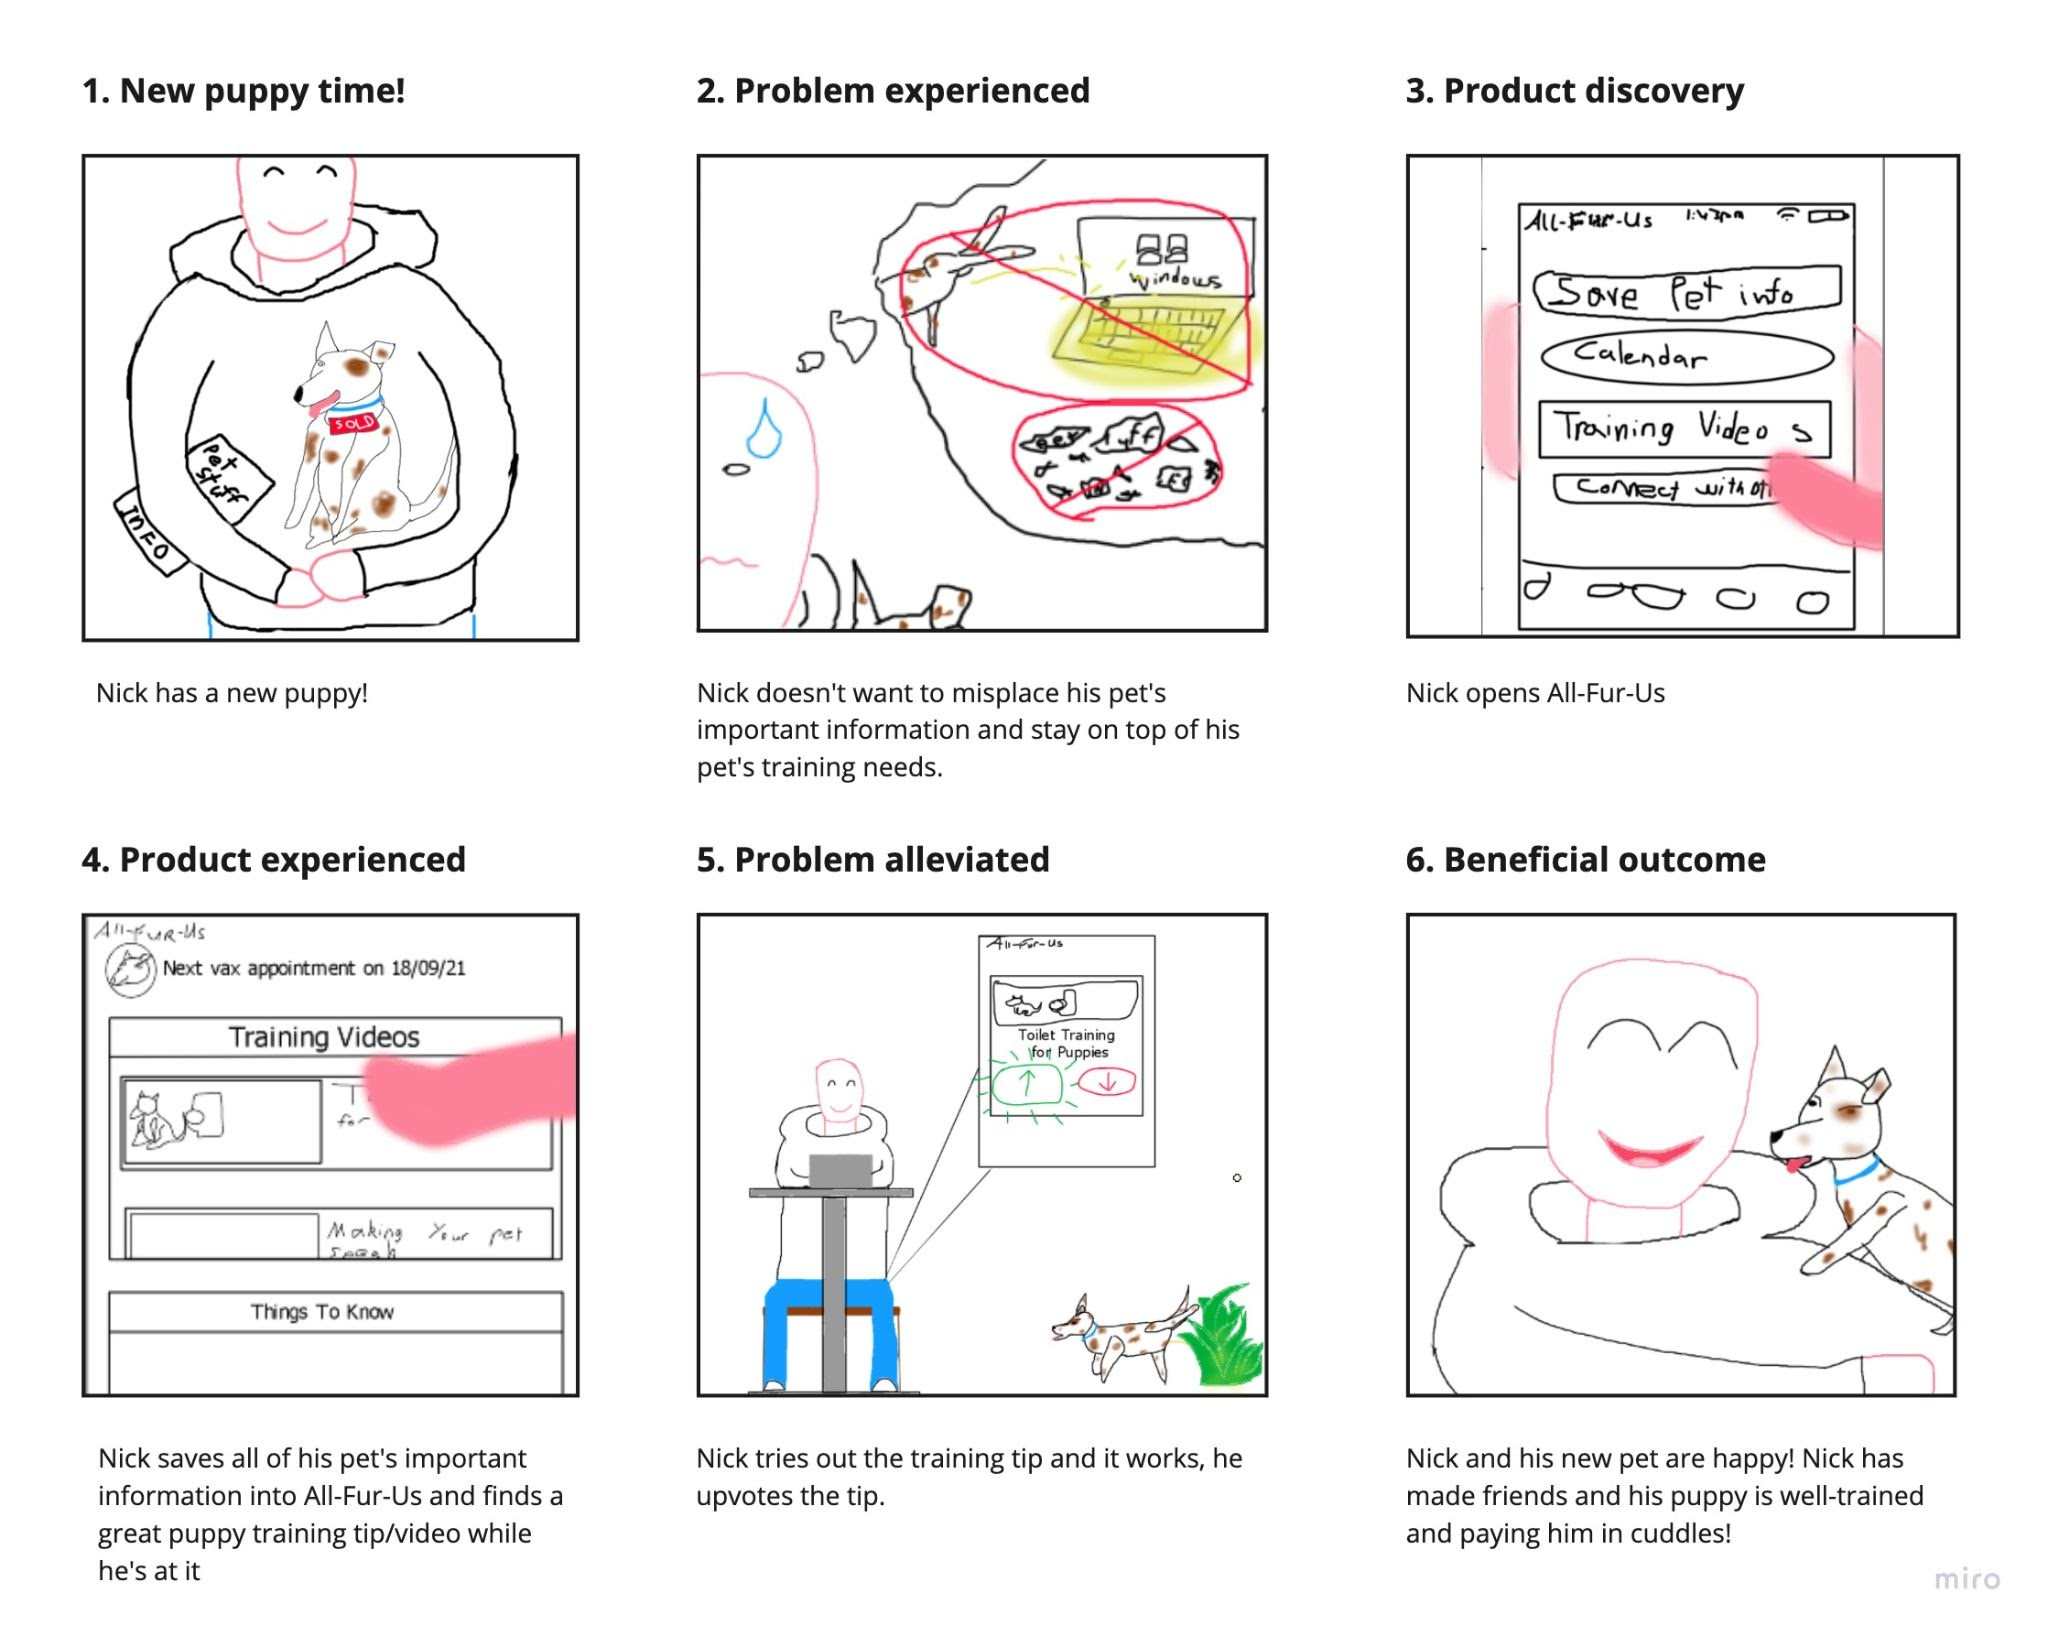 1. New puppy time!
2. Problem experienced
3. Product discovery
SOLD
Pet
Stuff
INFO
Windows
All-Fur-Us 1:43pm
Save Pet info
Calendar
Training Videos
Connect with
Nick has a new puppy!
Nick doesn't want to misplace his pet's
important information and stay on top of his
pet's training needs.
Nick opens All-Fur-Us
4. Product experienced
5. Problem alleviated
6. Beneficial outcome
All-Fur-Us
Next vax appointment on 18/09/21
Training Videos
for
Making Your pet
Things To Know
All-Fur-Us
Toilet Training
for Puppies
Nick saves all of his pet's important
information into All-Fur-Us and finds a
great puppy training tip/video while
he's at it
Nick tries out the training tip and it works, he
upvotes the tip.
Nick and his new pet are happy! Nick has
made friends and his puppy is well-trained
and paying him in cuddles!
miro